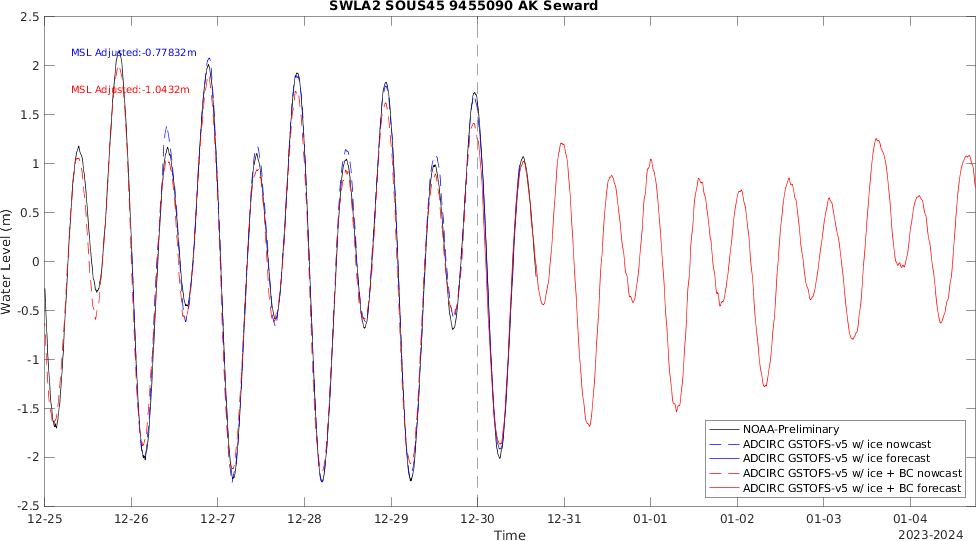 SWLA2 SOUS45 9455090 AK Seward
2.5
2
1.5
1
0.5
0
-0.5
-1
-1.5
-2
-2.5
Water Level (m)
MSL Adjusted:-0.77832m
MSL Adjusted:-1.0432m
NOAA-Preliminary
ADCIRC GSTOFS-v5 w/ ice nowcast
ADCIRC GSTOFS-v5 w/ ice forecast
ADCIRC GSTOFS-v5 w/ ice + BC nowcast
ADCIRC GSTOFS-v5 w/ ice + BC forecast
12-25 12-26 12-27 12-28 12-29 12-30 12-31 01-01 01-02 01-03 01-04
Time
2023-2024